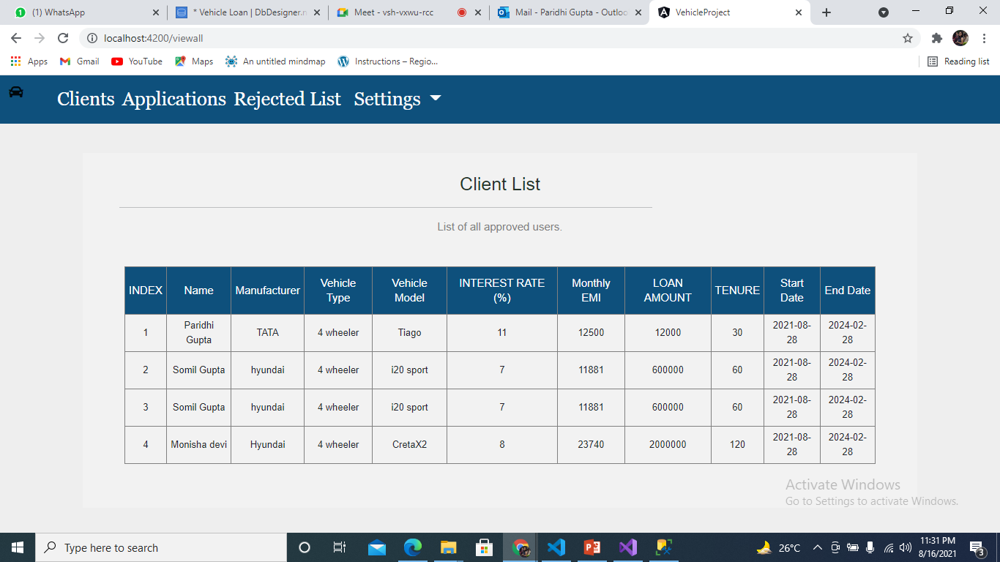 (1) WhatsApp
* Vehicle Loan | DbDesigner.n
Meet - vsh-vxwu-rcc
Mail - Paridhi Gupta - Outloo
VehicleProject
localhost:4200/viewall
Apps
Gmail
YouTube
Maps
An untitled mindmap
Instructions – Regio...
Reading list
Clients Applications Rejected List Settings
Client List
List of all approved users.
INDEX Name Manufacturer Vehicle Type Vehicle Model INTEREST RATE (%) Monthly EMI LOAN AMOUNT TENURE Start Date End Date
1 Paridhi Gupta TATA 4 wheeler Tiago 11 12500 12000 30 2021-08-28 2024-02-28
2 Somil Gupta hyundai 4 wheeler i20 sport 7 11881 600000 60 2021-08-28 2024-02-28
3 Somil Gupta hyundai 4 wheeler i20 sport 7 11881 600000 60 2021-08-28 2024-02-28
4 Monisha devi Hyundai 4 wheeler CretaX2 8 23740 2000000 120 2021-08-28 2024-02-28
Activate Windows
Go to Settings to activate Windows.
Type here to search
26°C
11:31 PM
8/16/2021
3